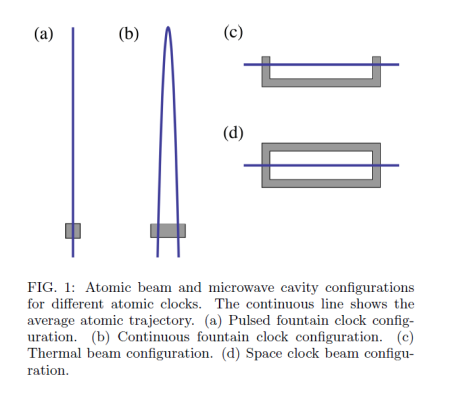 (a)
(b)
(c)
(d)
FIG. 1: Atomic beam and microwave cavity configurations
for different atomic clocks. The continuous line shows the
average atomic trajectory. (a) Pulsed fountain clock config-
uration. (b) Continuous fountain clock configuration. (c)
Thermal beam configuration. (d) Space clock beam configu-
ration.